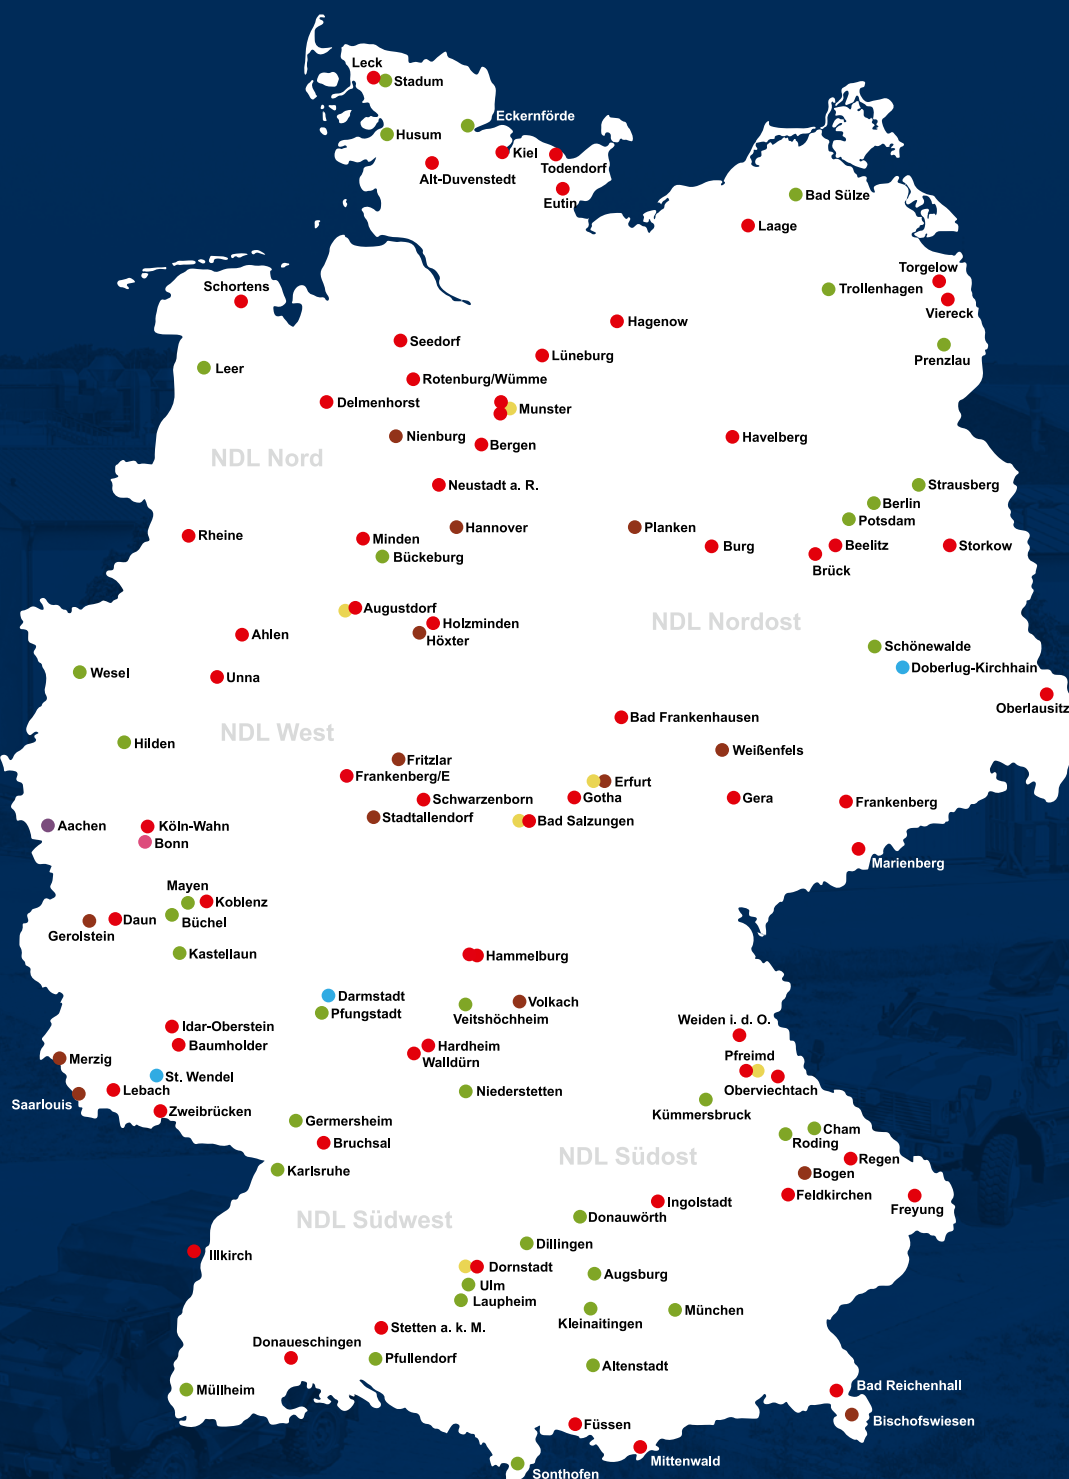 Leck
Stadum
Eckernförde
Husum
Kiel
Todendorf
Alt-Duvenstedt
Eutin
Bad Sülze
Laage
Torgelow
Schortens
Trollenhagen
Viereck
Hagenow
Seedorf
Lüneburg
Prenzlau
Leer
Rotenburg/Wümme
Delmenhorst
Munster
Nienburg
Bergen
Havelberg
NDL Nord
Neustadt a. R.
Strausberg
Berlin
Potsdam
Hannover
Planken
Rheine
Minden
Bückeburg
Burg
Beelitz
Storkow
Brück
Augustdorf
Holzminden
Höxter
NDL Nordost
Ahlen
Schönewalde
Doberlug-Kirchhain
Wesel
Unna
Oberlausitz
Bad Frankenhausen
NDL West
Hilden
Weißenfels
Fritzlar
Frankenberg/E
Erfurt
Schwarzenborn
Gotha
Gera
Frankenberg
Stadtallendorf
Bad Salzungen
Aachen
Köln-Wahn
Bonn
Marienberg
Mayen
Koblenz
Daun
Büchel
Gerolstein
Kastellaun
Hammelburg
Darmstadt
Pfungstadt
Volkach
Veitshöchheim
Weiden i. d. O.
Idar-Oberstein
Baumholder
Hardheim
Walldürn
Merzig
Pfreimd
St. Wendel
Oberviechtach
Lebach
Niederstetten
Saarlouis
Zweibrücken
Kümmersbruck
Germersheim
Cham
Roding
Bruchsal
NDL Südost
Regen
Karlsruhe
Bogen
Feldkirchen
Ingolstadt
Freyung
NDL Südwest
Donauwörth
Dillingen
Illkirch
Dornstadt
Augsburg
Ulm
Laupheim
Kleinaitingen
München
Stetten a. k. M.
Donaueschingen
Pfullendorf
Altenstadt
Müllheim
Bad Reichenhall
Bischofswiesen
Füssen
Mittenwald
Sonthofen